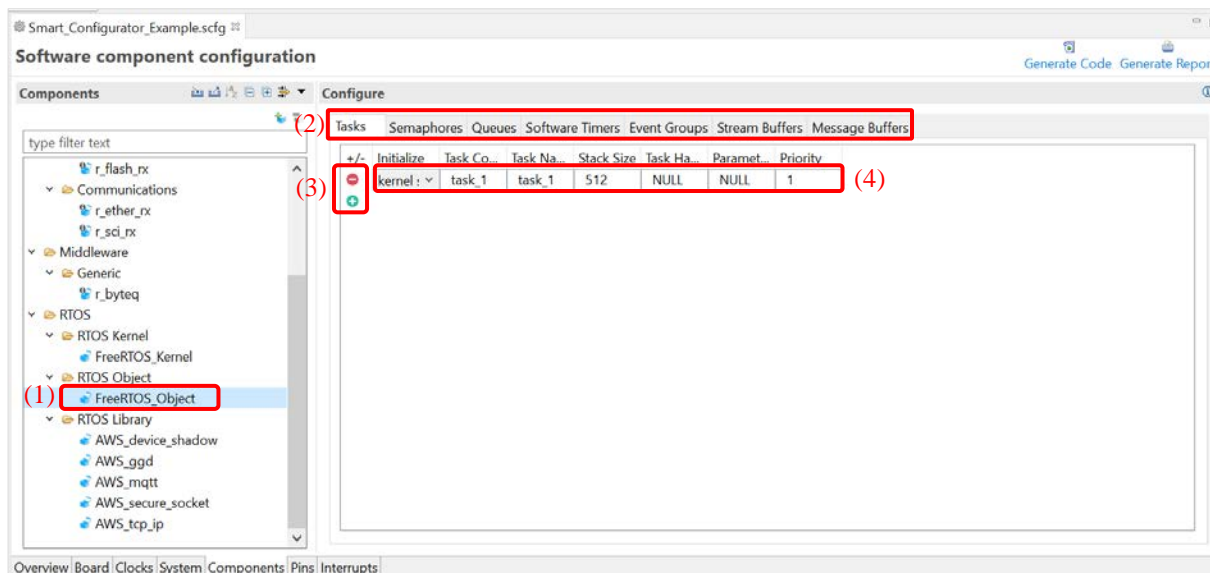 Smart_Configurator_Example.scfg
Software component configuration
Generate Code Generate Repor
Components
Configure
type filter text
(2)
Tasks Semaphores Queues Software Timers Event Groups Stream Buffers Message Buffers
+/- Initialize Task Co... Task Na... Stack Size Task Ha... Paramet... Priority
(3)
kernel : task_1 task_1 512 NULL NULL 1
(4)
r_flash_rx
Communications
r_ether_rx
r_sci_rx
Middleware
Generic
r_byteq
RTOS
RTOS Kernel
FreeRTOS_Kernel
RTOS Object
(1)
FreeRTOS_Object
RTOS Library
AWS_device_shadow
AWS_ggd
AWS_mqtt
AWS_secure_socket
AWS_tcp_ip
Overview Board Clocks System Components Pins Interrupts